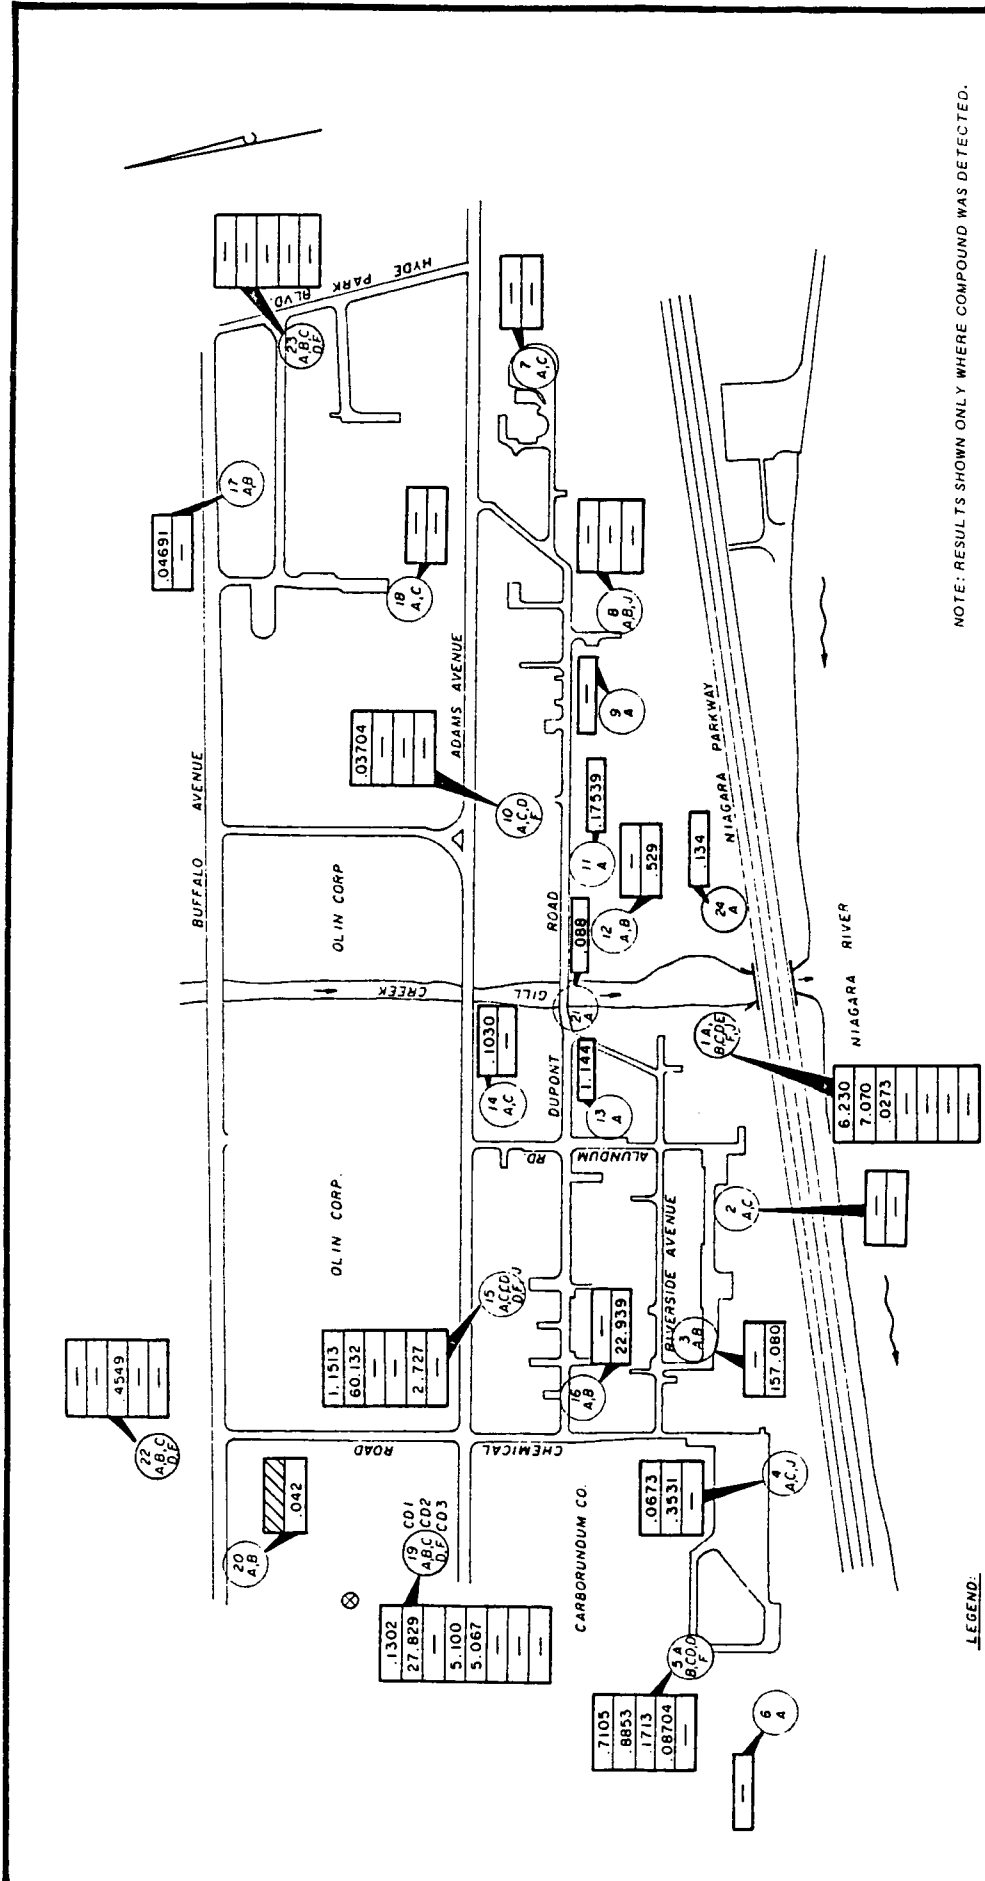 HYDE PARK
BLVD.
23
A,B,C
D,F
—
—
—
—
—
7
A,C
—
—
17
A,B
.04691
—
18
A,C
—
—
8
A,B,J
—
—
—
9
A
—
BUFFALO AVENUE
ADAMS AVENUE
NIAGARA PARKWAY
10
A,C,D
F
.03704
—
—
—
11
A
.17539
12
A,B
—
.529
24
A
.134
OLIN CORP
DUPONT ROAD
GILL CREEK
NIAGARA RIVER
21
A
.088
14
A,C
.1030
—
13
A
1.144
1A,
B,CD,E
F,J
6.230
7.070
.0273
—
—
—
—
ALUNDUM RD.
2
A,C
—
—
OLIN CORP.
15
A,C,CD
D,F,J
1.1513
60.132
—
—
2.727
—
RIVERSIDE AVENUE
16
A,B
—
22.939
3
A,B
—
157.080
22
A,B,C
D,F
—
—
.4549
—
—
CHEMICAL ROAD
20
A,B
.042
19
A,B,C
D,F
CD1
CD2
CD3
.1302
27.829
—
5.100
5.067
—
—
—
CARBORUNDUM CO.
4
A,C,J
.0673
.3531
—
5 A
B,CD,D
F
.7105
.8853
.1713
.08704
—
6
A
—
NOTE: RESULTS SHOWN ONLY WHERE COMPOUND WAS DETECTED.
LEGEND: